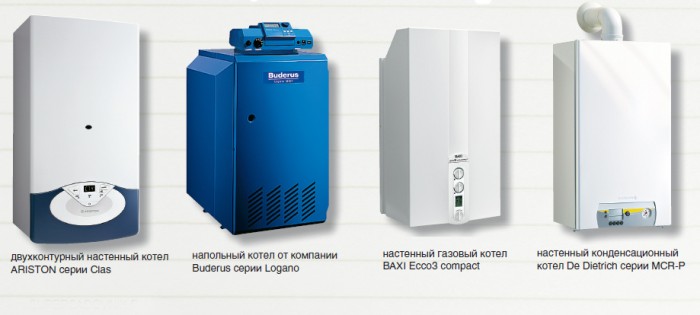 Buderus
двухконтурный настенный котел
ARISTON серии Clas
напольный котел от компании
Buderus серии Logano
настенный газовый котел
BAXI Ecco3 compact
настенный конденсационный
котел De Dietrich серии MCR-P